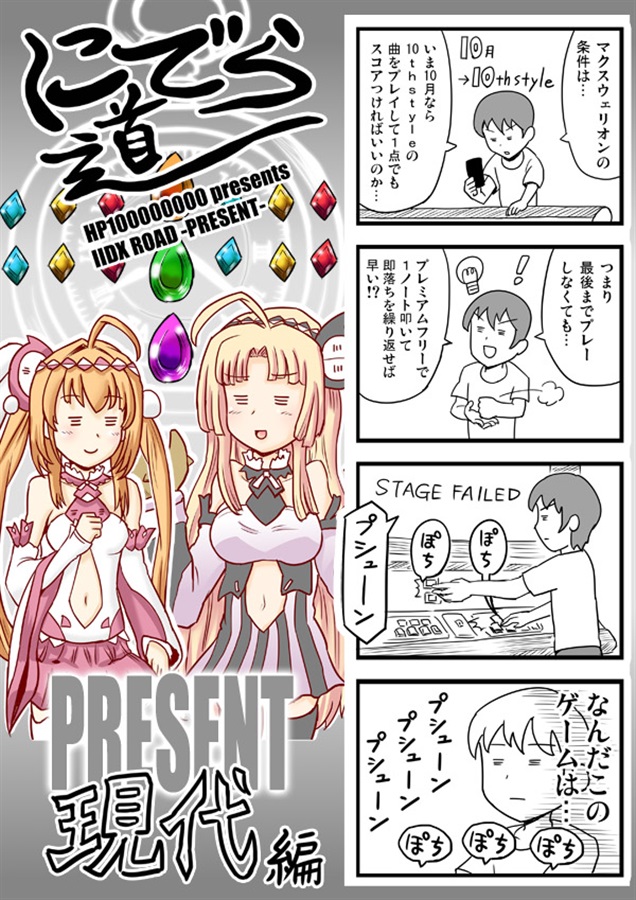 にでら
道
HP100000000 presents
IIDX ROAD -PRESENT-
PRESENT
現代編
マクスウェリオンの
条件は…
10月
→10thstyle
いま10月なら
10thstyleの
曲をプレイして1点でも
スコアつければいいのか…
つまり
最後までプレー
しなくても…
!
プレミアムフリーで
1ノート叩いて
即落ちを繰り返せば
早い!?
STAGE FAILED
ぽち
ぽち
プシューン
なんだこの
ゲームは…
プシューン
プシューン
プシューン
ぽち
ぽち
ぽち